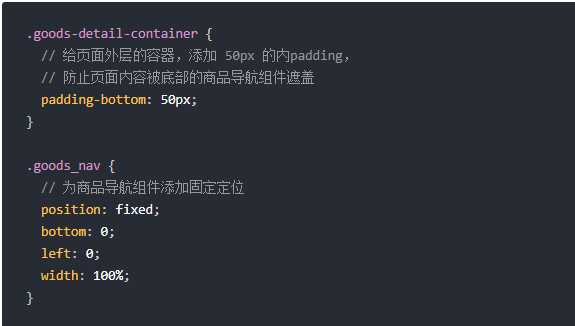 .goods-detail-container {
// 给页面外层的容器，添加 50px 的内padding，
// 防止页面内容被底部的商品导航组件遮盖
padding-bottom: 50px;
}
.goods_nav {
// 为商品导航组件添加固定定位
position: fixed;
bottom: 0;
left: 0;
width: 100%;
}